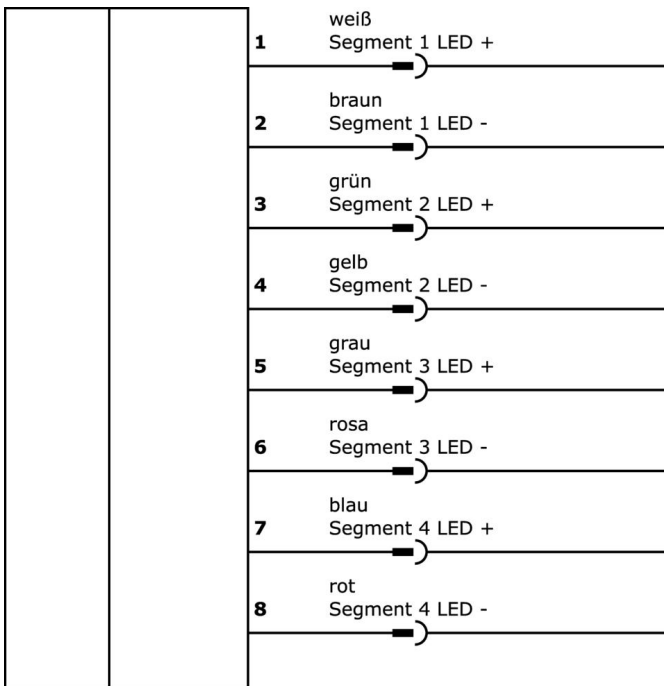 weiß
1 Segment 1 LED +
braun
2 Segment 1 LED -
grün
3 Segment 2 LED +
gelb
4 Segment 2 LED -
grau
5 Segment 3 LED +
rosa
6 Segment 3 LED -
blau
7 Segment 4 LED +
rot
8 Segment 4 LED -